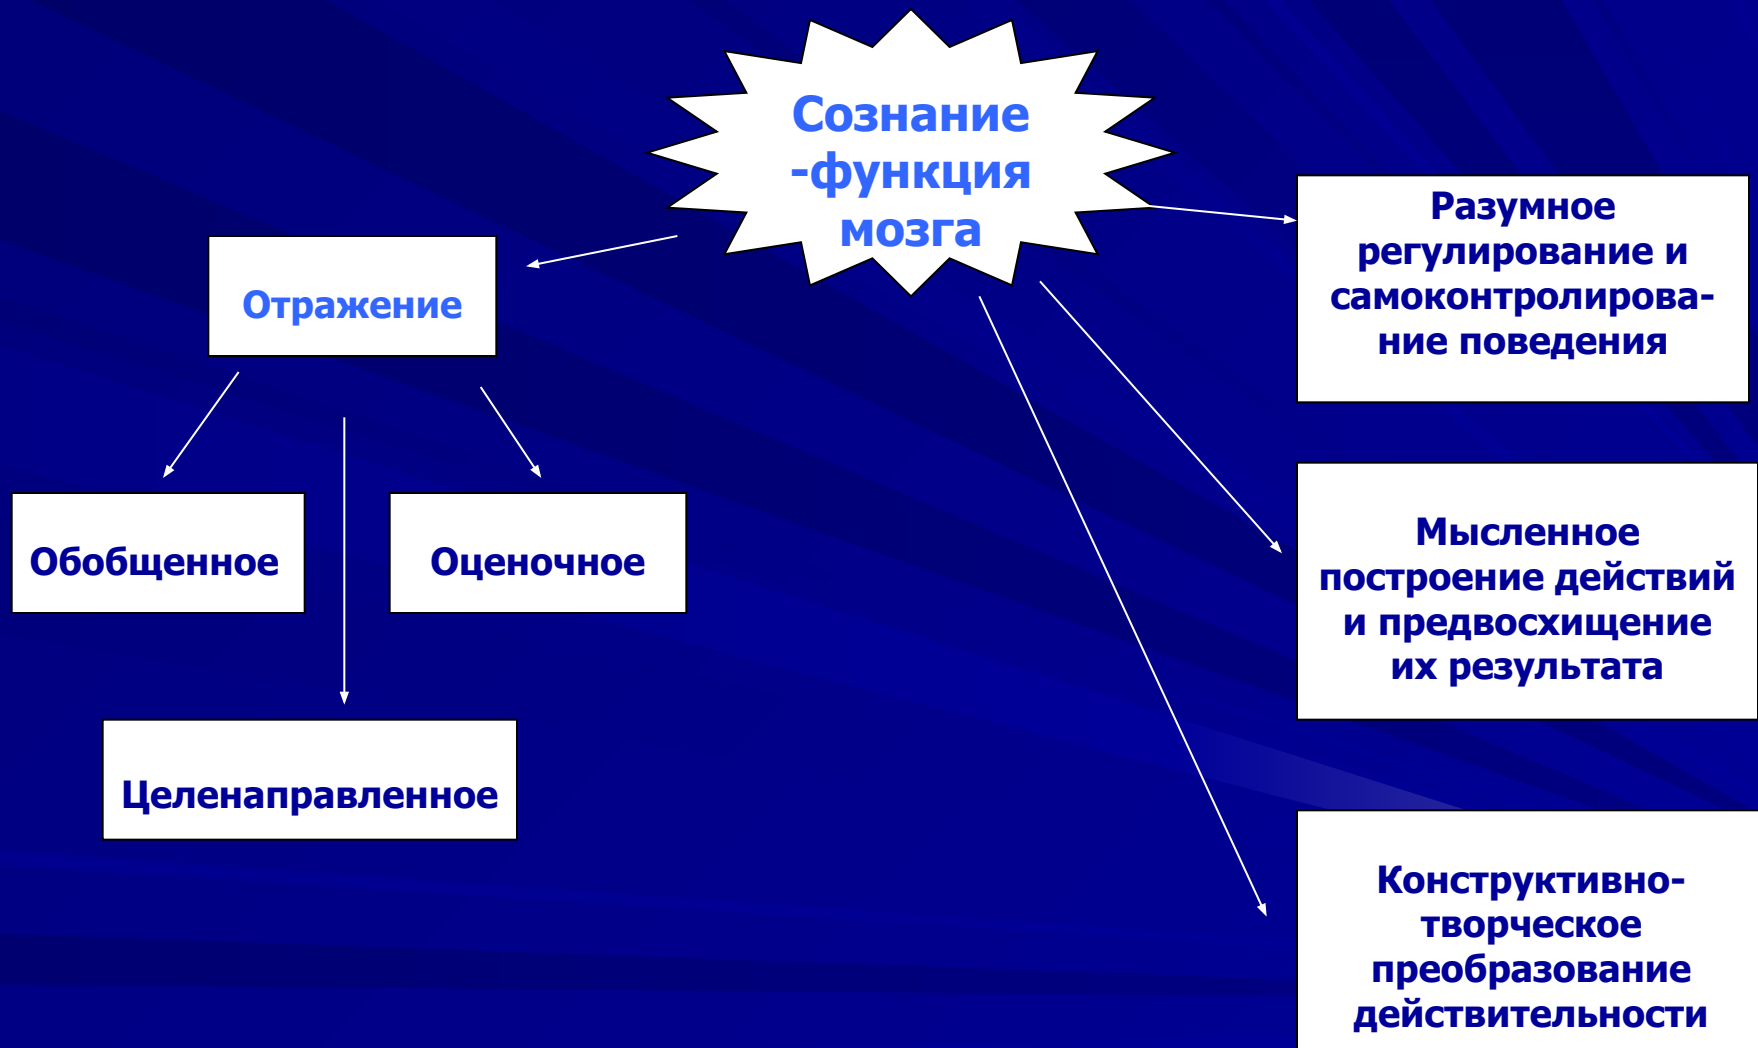 Сознание
-функция
мозга
Отражение
Обобщенное
Оценочное
Целенаправленное
Разумное
регулирование и
самоконтролирова-
ние поведения
Мысленное
построение действий
и предвосхищение
их результата
Конструктивно-
творческое
преобразование
действительности